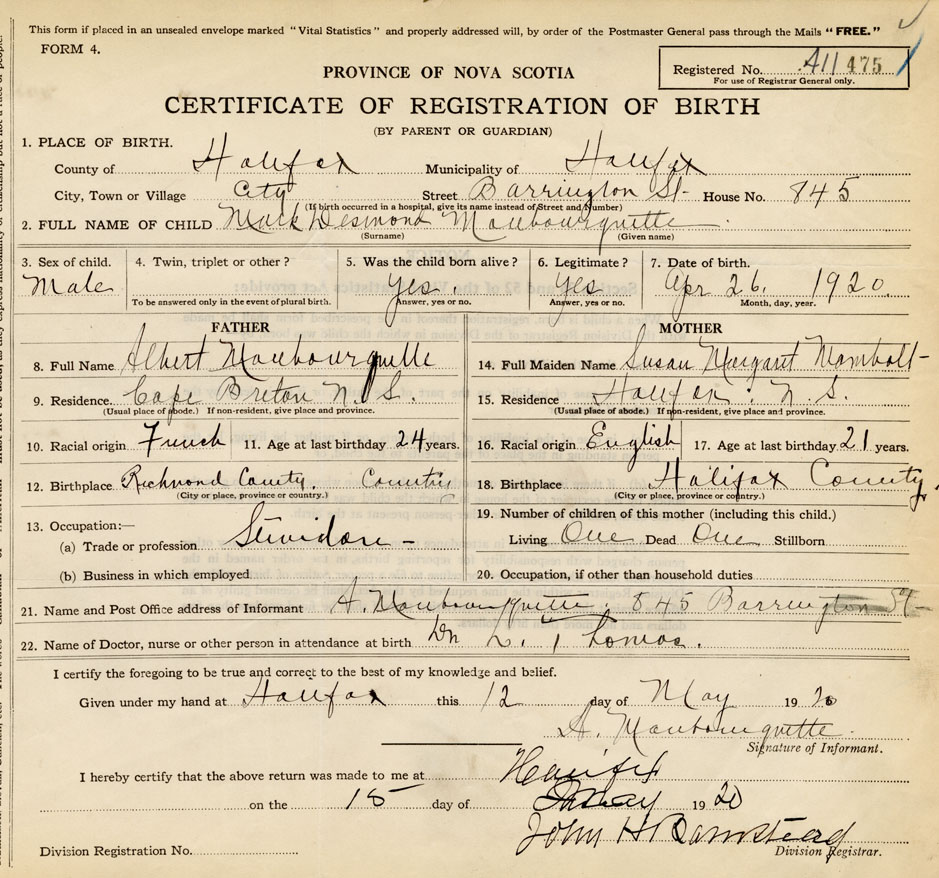 This form if placed in an unsealed envelope marked "Vital Statistics" and properly addressed will, by order of the Postmaster General pass through the Mails "FREE."
FORM 4.
Registered No. 411 475
For use of Registrar General only.
PROVINCE OF NOVA SCOTIA
CERTIFICATE OF REGISTRATION OF BIRTH
(BY PARENT OR GUARDIAN)
1. PLACE OF BIRTH.
County of Halifax Municipality of Halifax
City, Town or Village City Street Barrington St House No. 845
(If birth occurred in a hospital, give its name instead of Street and Number)
2. FULL NAME OF CHILD Mark Desmond Maubourquette
(Surname) (Given name)
3. Sex of child. 4. Twin, triplet or other? 5. Was the child born alive? 6. Legitimate? 7. Date of birth.
Male Yes Yes Apr 26. 1920
To be answered only in the event of plural birth. Answer, yes or no. Answer, yes or no. Month, day, year.
FATHER MOTHER
8. Full Name Albert Maubourquette 14. Full Maiden Name Susan Margaret
9. Residence. Cape Breton N.S. 15. Residence Halifax. N.S.
(Usual place of abode.) If non-resident, give place and province. (Usual place of abode.) If non-resident, give place and province.
10. Racial origin French 11. Age at last birthday 24 years. 16. Racial origin English 17. Age at last birthday 21 years.
12. Birthplace Richmond County. Country 18. Birthplace Halifax County.
(City or place, province or country.) (City or place, province or country.)
13. Occupation:— 19. Number of children of this mother (including this child.)
(a) Trade or profession Stevidore - Living One Dead One Stillborn
(b) Business in which employed 20. Occupation, if other than household duties
21. Name and Post Office address of Informant A. Maubourquette. 845 Barrington St
22. Name of Doctor, nurse or other person in attendance at birth Dr Thomas.
I certify the foregoing to be true and correct to the best of my knowledge and belief.
Given under my hand at Halifax this 12 day of May 1920
A. Maubourquette
Signature of Informant.
I hereby certify that the above return was made to me at Halifax
on the 15 day of May 1920
John H Barnstead
Division Registrar.
Division Registration No.